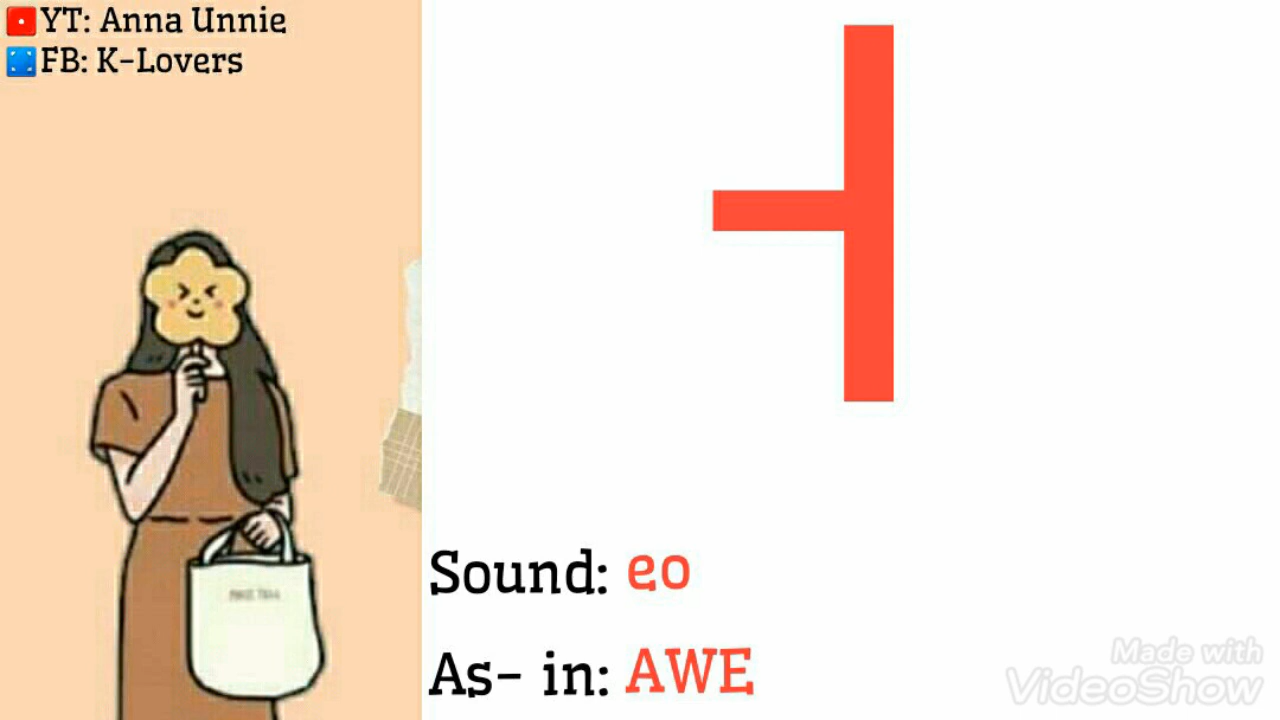 YT: Anna Unnie
FB: K-Lovers
ㅓ
Sound: eo
As- in: AWE
Made with
VideoShow